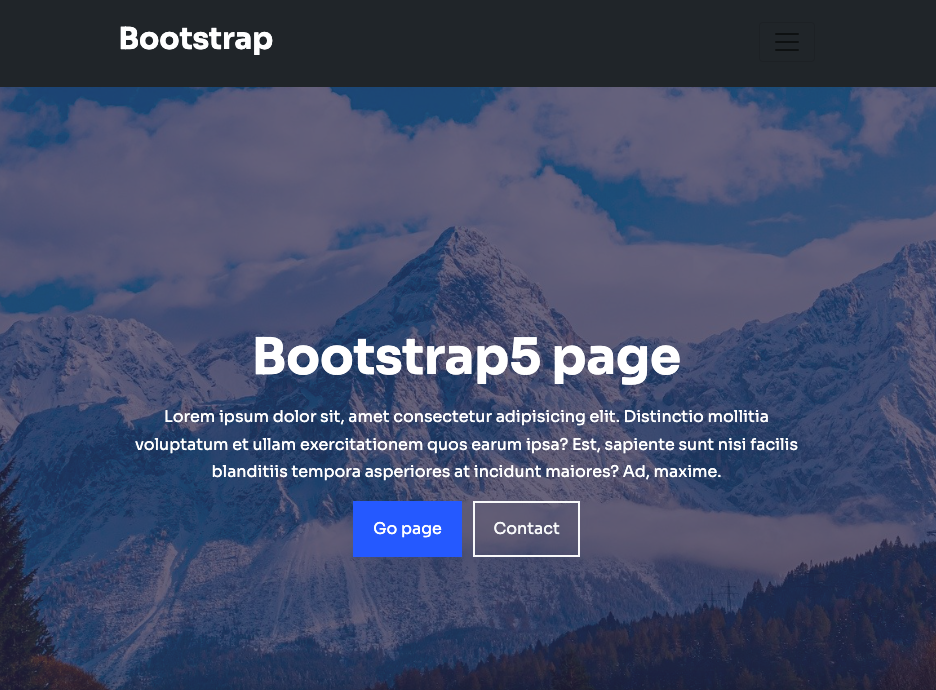 Bootstrap
Bootstrap5 page
Lorem ipsum dolor sit, amet consectetur adipisicing elit. Distinctio mollitia
voluptatum et ullam exercitationem quos earum ipsa? Est, sapiente sunt nisi facilis
blanditiis tempora asperiores at incidunt maiores? Ad, maxime.
Go page
Contact